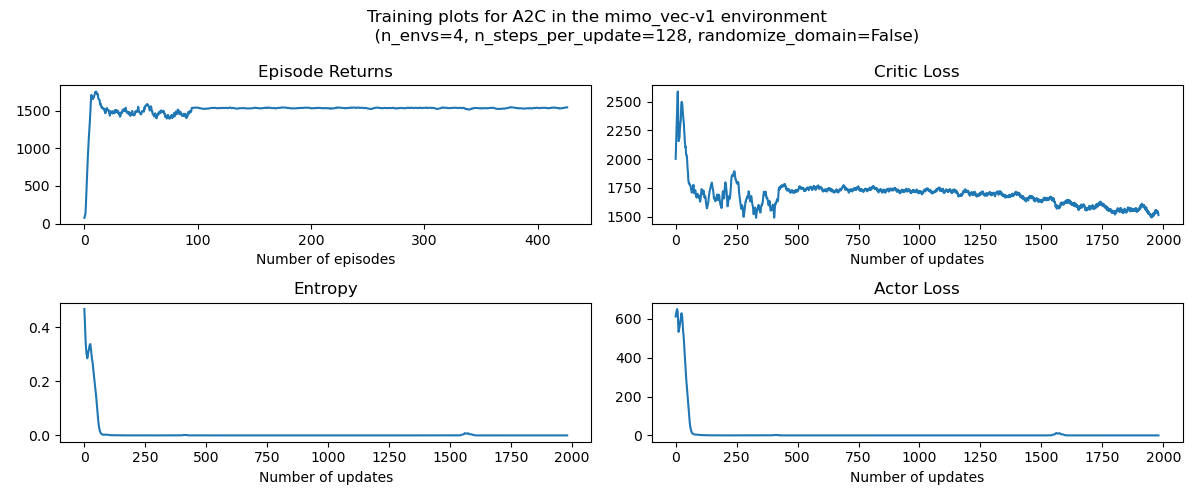 Training plots for A2C in the mimo_vec-v1 environment
(n_envs=4, n_steps_per_update=128, randomize_domain=False)
Episode Returns
1500
1000
500
0
0 100 200 300 400
Number of episodes
Critic Loss
2500
2250
2000
1750
1500
0 250 500 750 1000 1250 1500 1750 2000
Number of updates
Entropy
0.4
0.2
0.0
0 250 500 750 1000 1250 1500 1750 2000
Number of updates
Actor Loss
600
400
200
0
0 250 500 750 1000 1250 1500 1750 2000
Number of updates